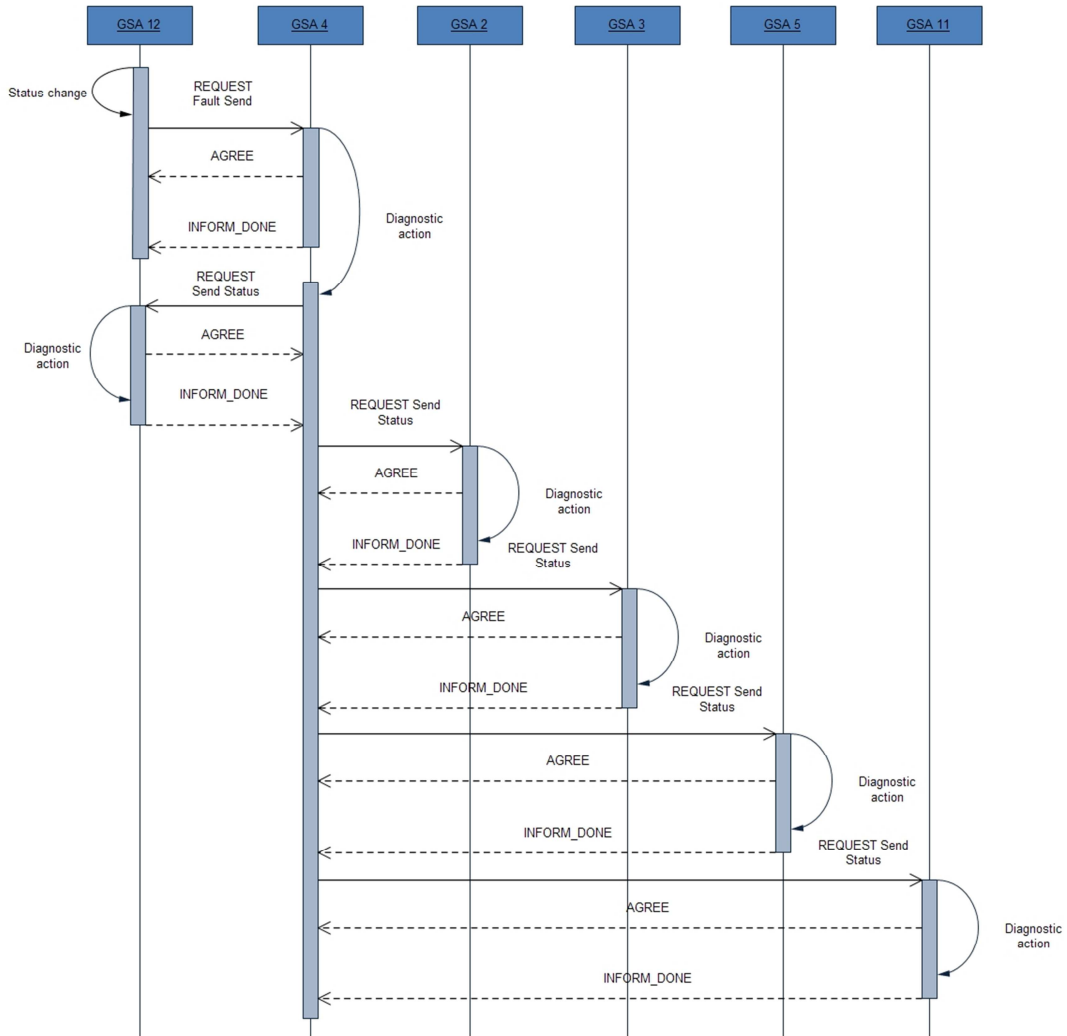 GSA 12
GSA 4
GSA 2
GSA 3
GSA 5
GSA 11
Status change
REQUEST
Fault Send
AGREE
INFORM_DONE
Diagnostic
action
REQUEST
Send Status
AGREE
Diagnostic
action
INFORM_DONE
REQUEST Send
Status
AGREE
Diagnostic
action
INFORM_DONE
REQUEST Send
Status
AGREE
Diagnostic
action
INFORM_DONE
REQUEST Send
Status
AGREE
Diagnostic
action
INFORM_DONE
REQUEST Send
Status
AGREE
Diagnostic
action
INFORM_DONE